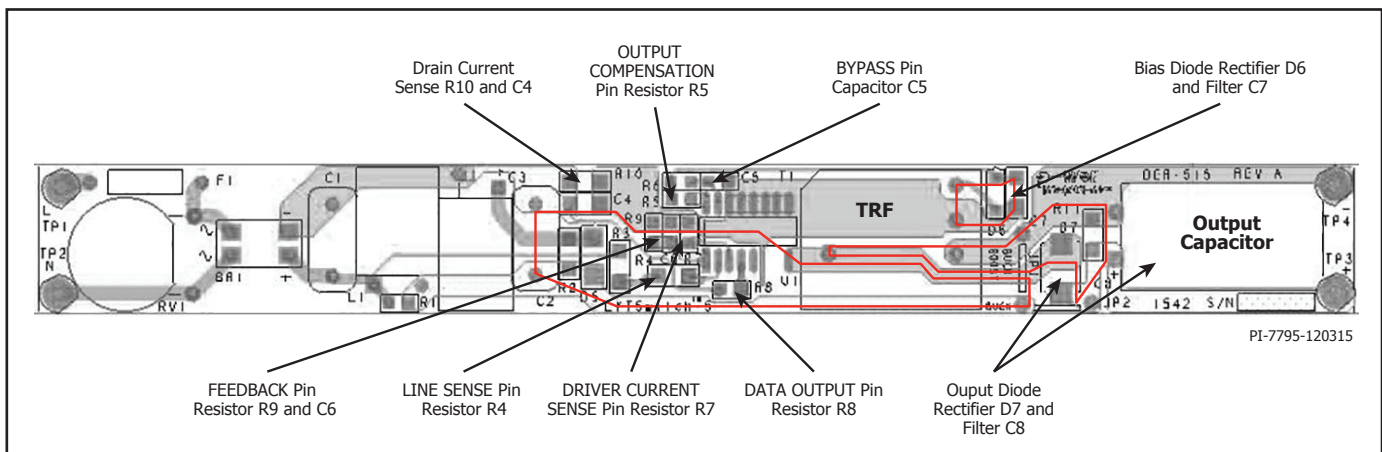 Drain Current
Sense R10 and C4
OUTPUT
COMPENSATION
Pin Resistor R5
BYPASS Pin
Capacitor C5
Bias Diode Rectifier D6
and Filter C7
F1
C1
C3
R10
C4
R6
R5
C5
T1
DER-515 REV A
L
TP1
R9
TRF
D6
R11
D7
Output
Capacitor
TP4
TP2
N
R3
R4
BR1
L1
R1
R2
C2
R8
U1
TP3
RV1
LYTSwitch™ S
BUCK
JP2
1542 S/N
PI-7795-120315
FEEDBACK Pin
Resistor R9 and C6
LINE SENSE Pin
Resistor R4
DRIVER CURRENT
SENSE Pin Resistor R7
DATA OUTPUT Pin
Resistor R8
Ouput Diode
Rectifier D7 and
Filter C8